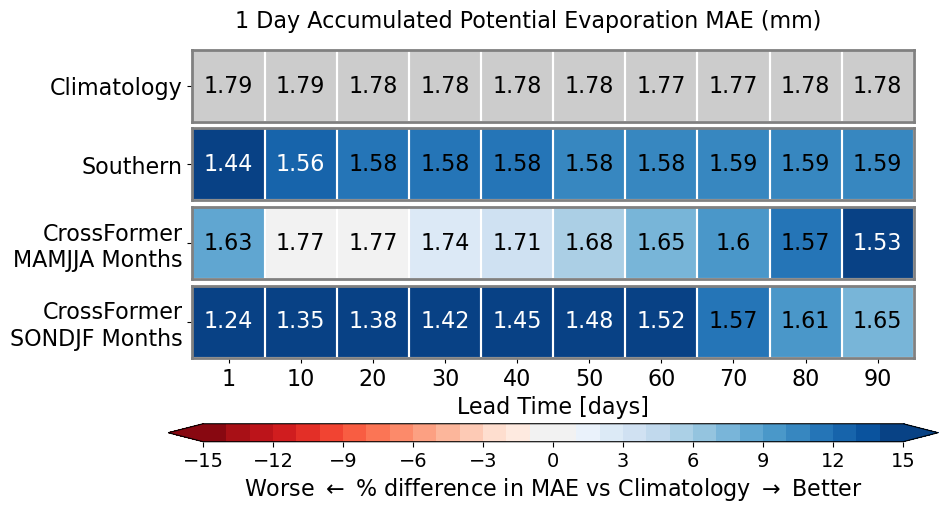 1 Day Accumulated Potential Evaporation MAE (mm)
Climatology 1.79 1.79 1.78 1.78 1.78 1.78 1.77 1.77 1.78 1.78
Southern 1.44 1.56 1.58 1.58 1.58 1.58 1.58 1.59 1.59 1.59
CrossFormer
MAMJJA Months 1.63 1.77 1.77 1.74 1.71 1.68 1.65 1.6 1.57 1.53
CrossFormer
SONDJF Months 1.24 1.35 1.38 1.42 1.45 1.48 1.52 1.57 1.61 1.65
1 10 20 30 40 50 60 70 80 90
Lead Time [days]
−15 −12 −9 −6 −3 0 3 6 9 12 15
Worse ← % difference in MAE vs Climatology → Better